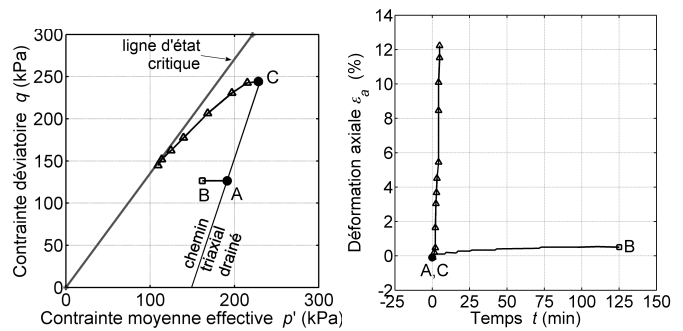 300
250
200
150
100
50
0
0
100
200
300
Contrainte déviatoire q (kPa)
Contrainte moyenne effective p' (kPa)
ligne d'état
critique
C
B
A
chemin
triaxial
drainé
14
12
10
8
6
4
2
0
-2
-25
0
25
50
75
100
125
150
Déformation axiale εa (%)
Temps t (min)
A,C
B